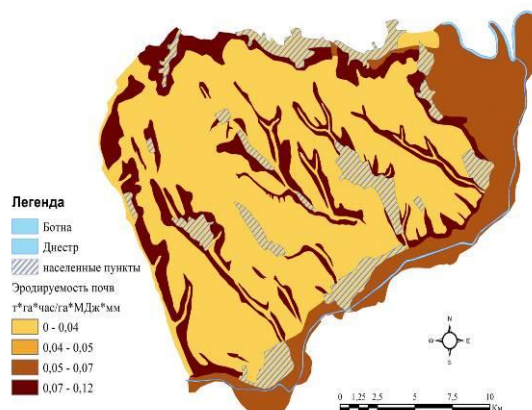 Легенда
Ботна
Днестр
населенные пункты
Эродируемость почв
т*га*час/га*МДж*мм
0 - 0,04
0,04 - 0,05
0,05 - 0,07
0,07 - 0,12
N
W E
S
0 1,25 2,5 5 7,5 10
Км